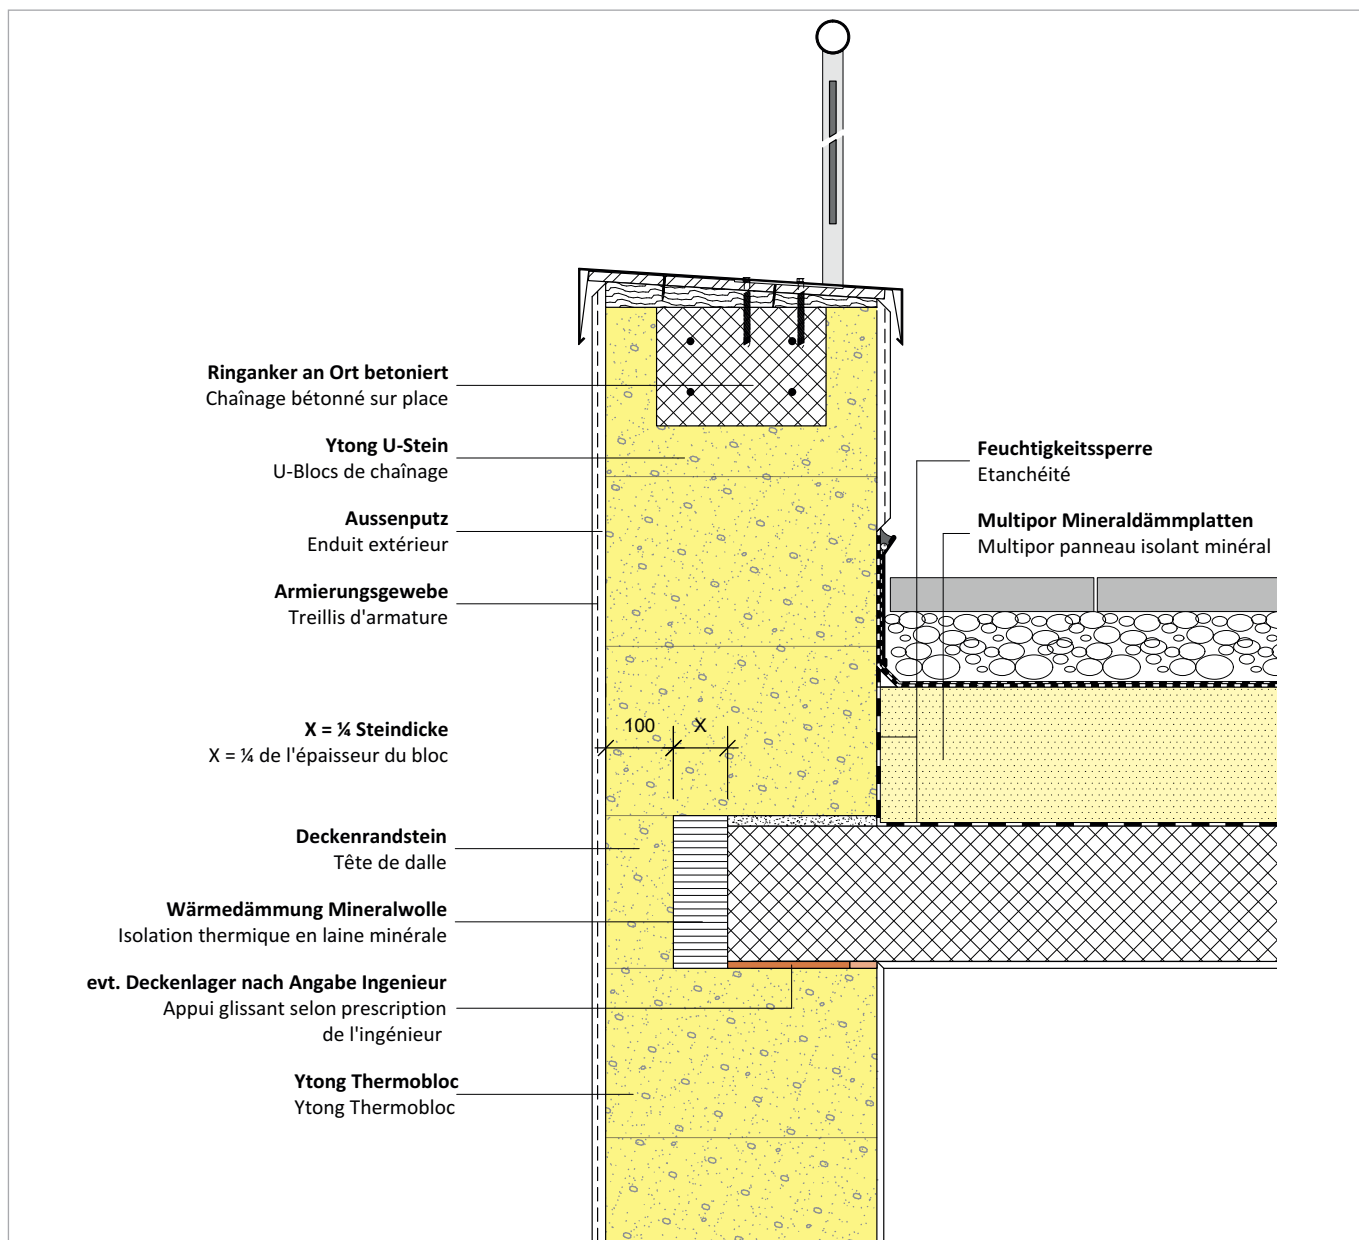 Ringanker an Ort betoniert
Chaînage bétonné sur place
Ytong U-Stein
U-Blocs de chaînage
Aussenputz
Enduit extérieur
Armierungsgewebe
Treillis d'armature
X = ¼ Steindicke
X = ¼ de l'épaisseur du bloc
Deckenrandstein
Tête de dalle
Wärmedämmung Mineralwolle
Isolation thermique en laine minérale
evt. Deckenlager nach Angabe Ingenieur
Appui glissant selon prescription
de l'ingénieur
Ytong Thermobloc
Ytong Thermobloc
100 X
Feuchtigkeitssperre
Etanchéité
Multipor Mineraldämmplatten
Multipor panneau isolant minéral